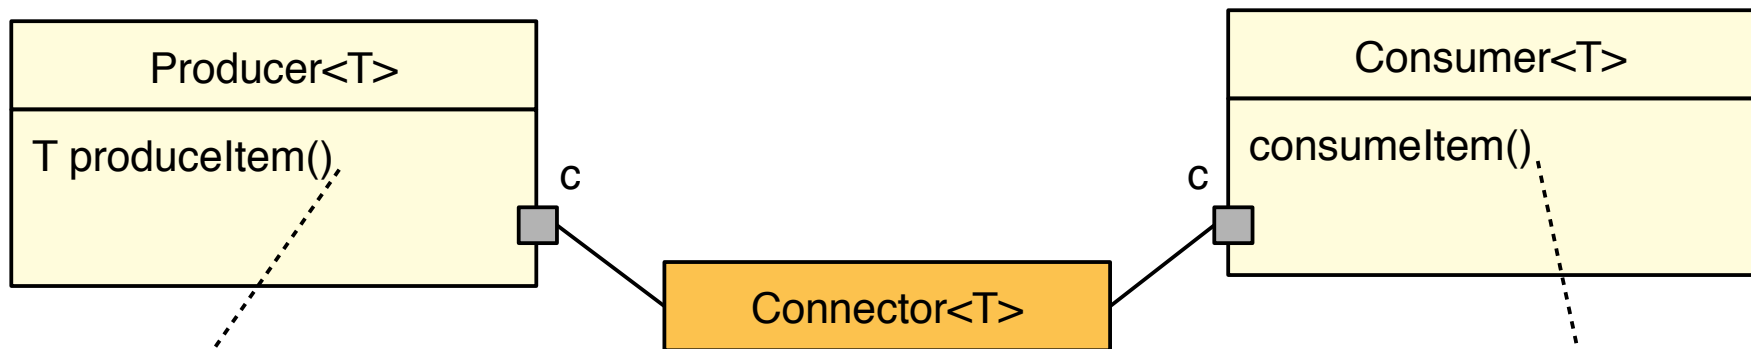 Producer<T>
T produceItem()
c
Connector<T>
c
Consumer<T>
consumeItem()